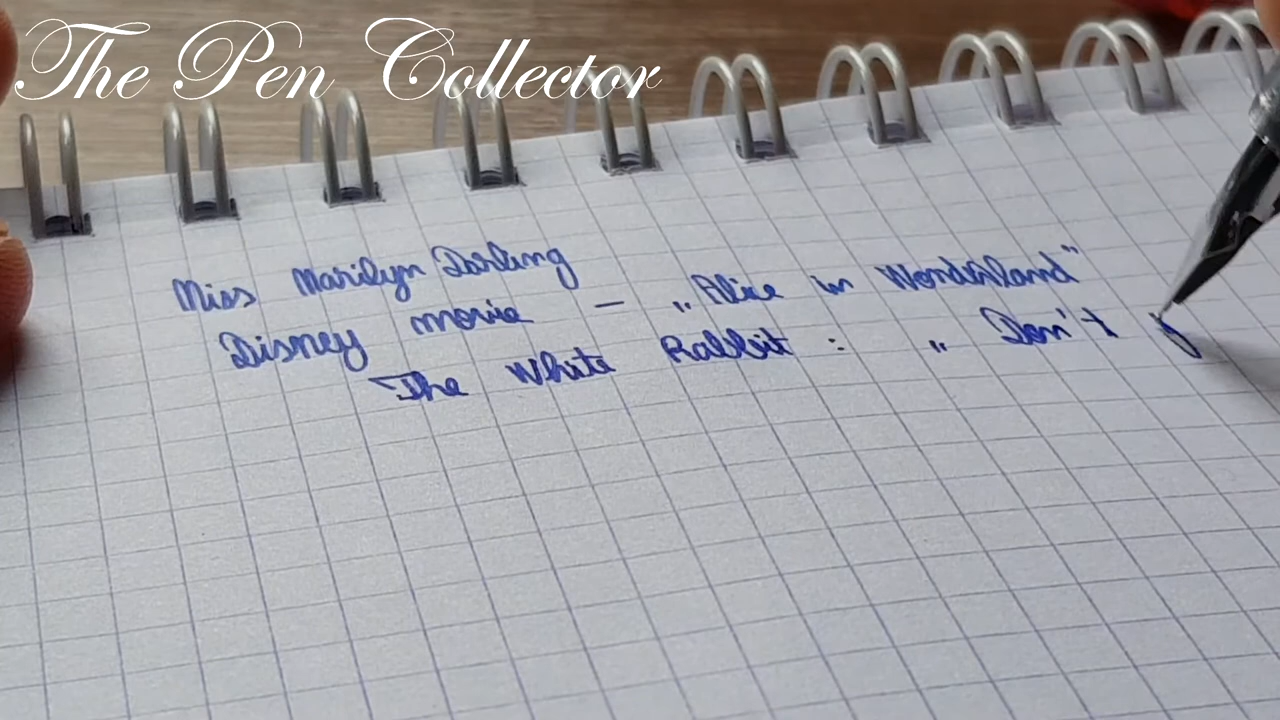 The Pen Collector
Miss Marilyn Darling
Disney movie – „Alice in Wonderland”
The White Rabbit : „ Don't